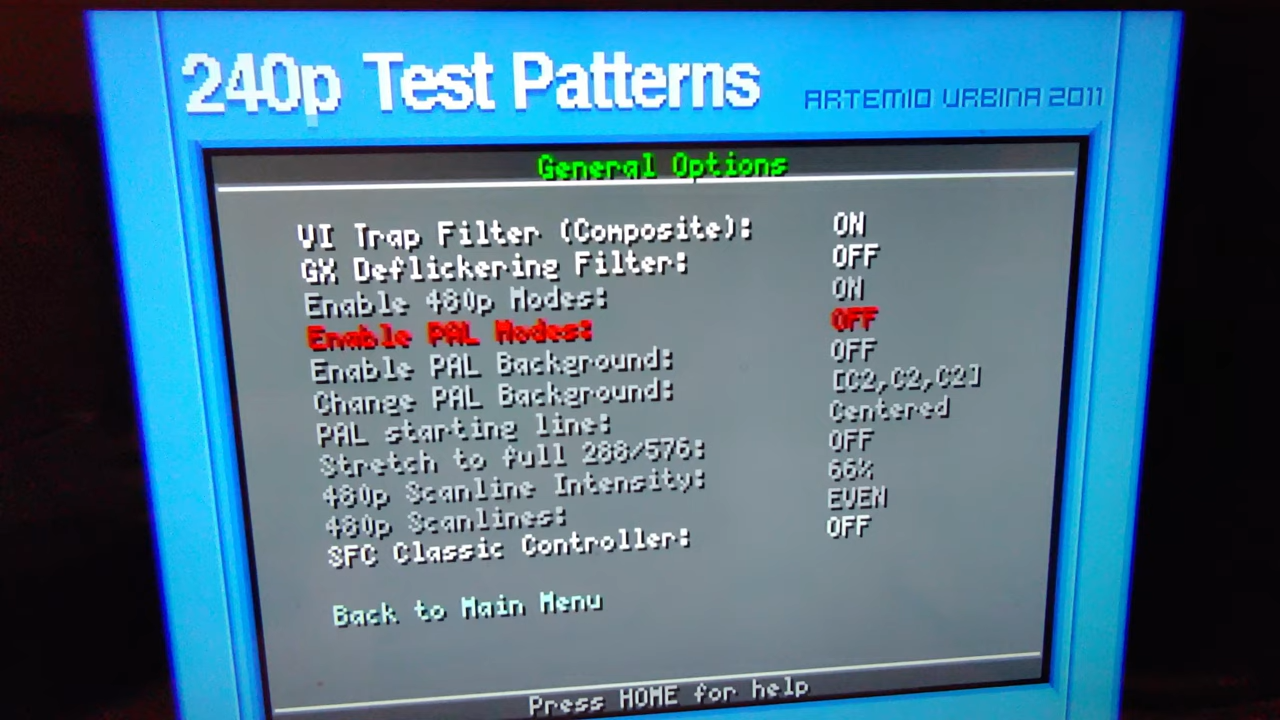 240p Test Patterns ARTEMIO URBINA 2011
General Options
VI Trap Filter (Composite): ON
GX Deflickering Filter: OFF
Enable 480p Modes: ON
Enable PAL Modes: OFF
Enable PAL Background: OFF
Change PAL Background: [C2,C2,C2]
PAL starting line: Centered
Stretch to full 288/576: OFF
480p Scanline Intensity: 66%
480p Scanlines: EVEN
SFC Classic Controller: OFF
Back to Main Menu
Press HOME for help